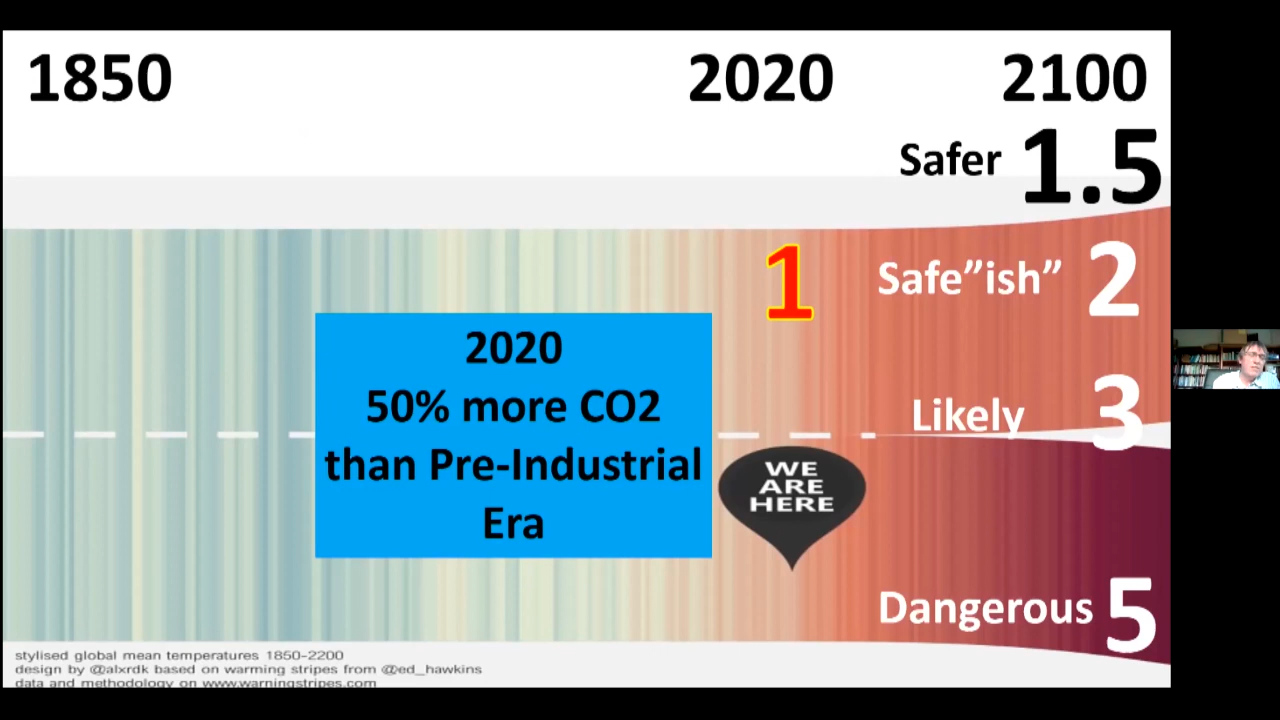 1850 2020 2100
Safer 1.5
1 Safe”ish” 2
2020
50% more CO2
than Pre-Industrial
Era
Likely 3
WE
ARE
HERE
Dangerous 5
stylised global mean temperatures 1850-2200
design by @alxrdk based on warming stripes from @ed_hawkins
data and methodology on www.warningstripes.com